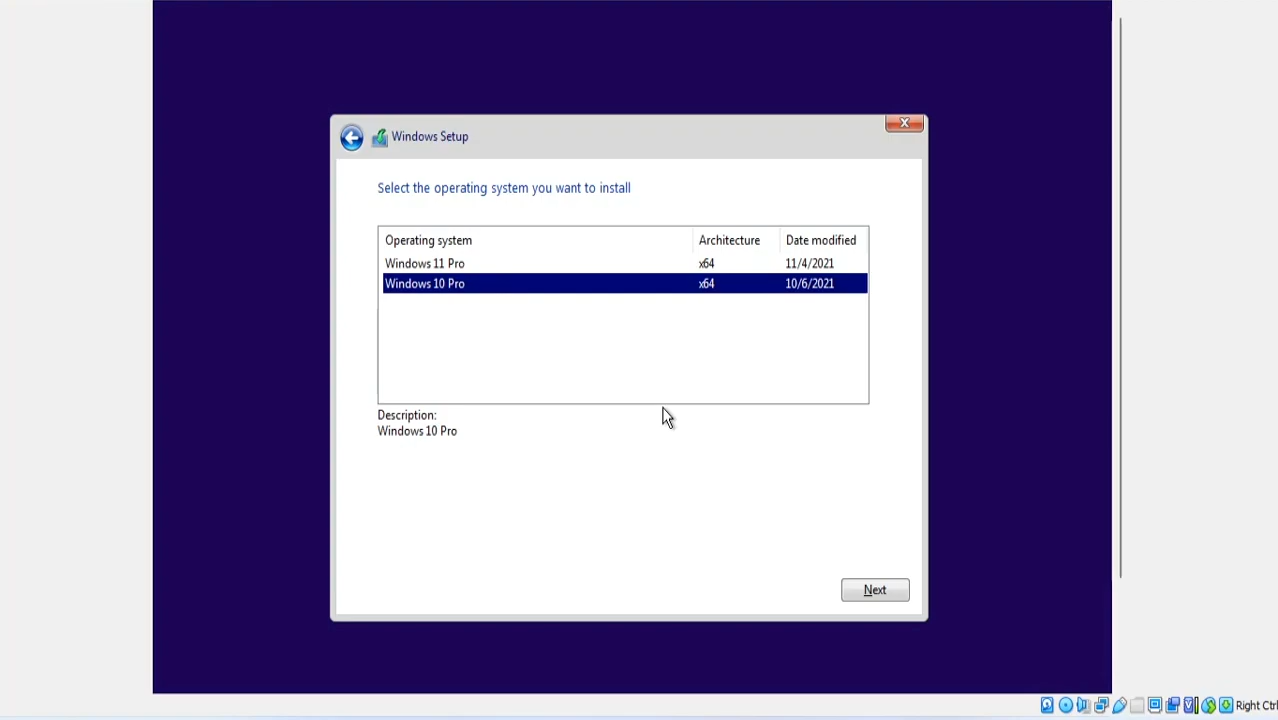 Windows Setup
Select the operating system you want to install
Operating system Architecture Date modified
Windows 11 Pro x64 11/4/2021
Windows 10 Pro x64 10/6/2021
Description:
Windows 10 Pro
Next
Right Ctrl